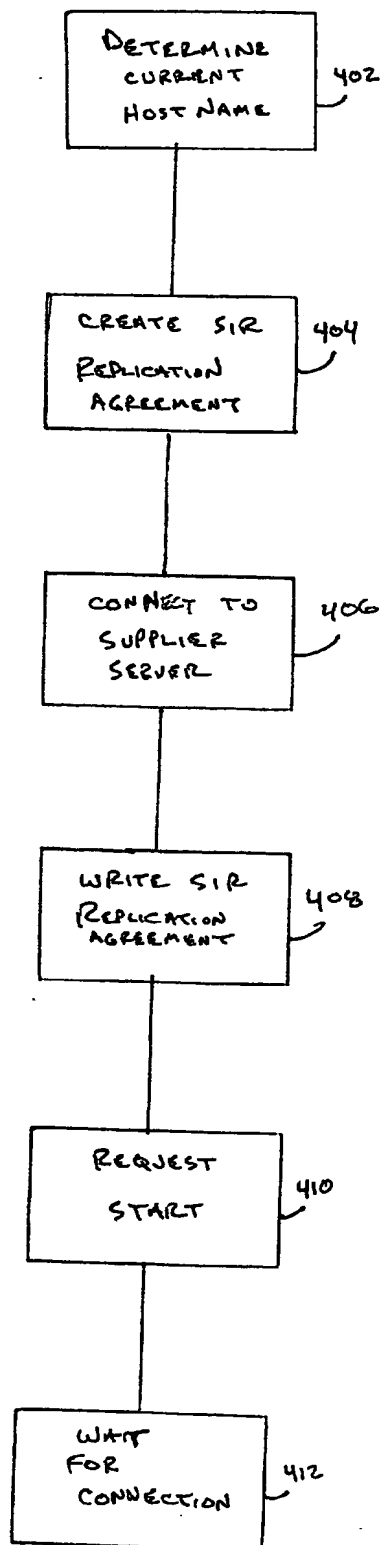 DETERMINE
CURRENT
HOST NAME
402
CREATE SIR
REPLICATION
AGREEMENT
404
CONNECT TO
SUPPLIER
SERVER
406
WRITE SIR
REPLICATION
AGREEMENT
408
REQUEST
START
410
WAIT
FOR
CONNECTION
412